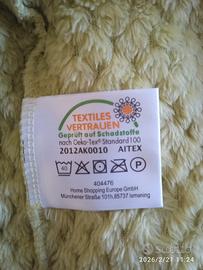 TEXTILES
VERTRAUEN
Geprüft auf Schadstoffe
nach Oeko-Tex® Standard 100
2012AK0010 AITEX
40
P
404476
Home Shopping Europe GmbH
Münchener Straße 101h,85737 Ismaning
2026/2/21 11:24